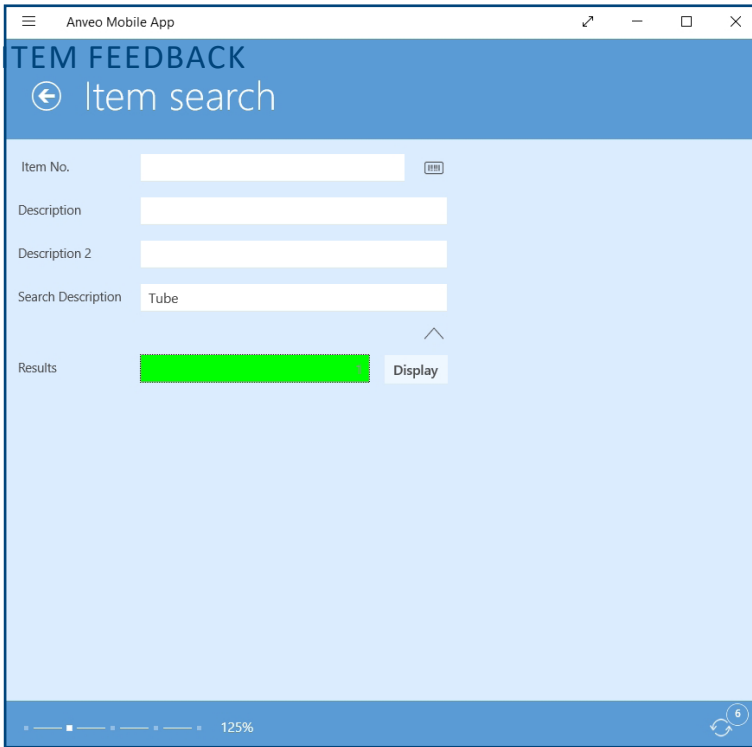 Anveo Mobile App
ITEM FEEDBACK
Item search
Item No.
Description
Description 2
Search Description Tube
Results Display
125% 6